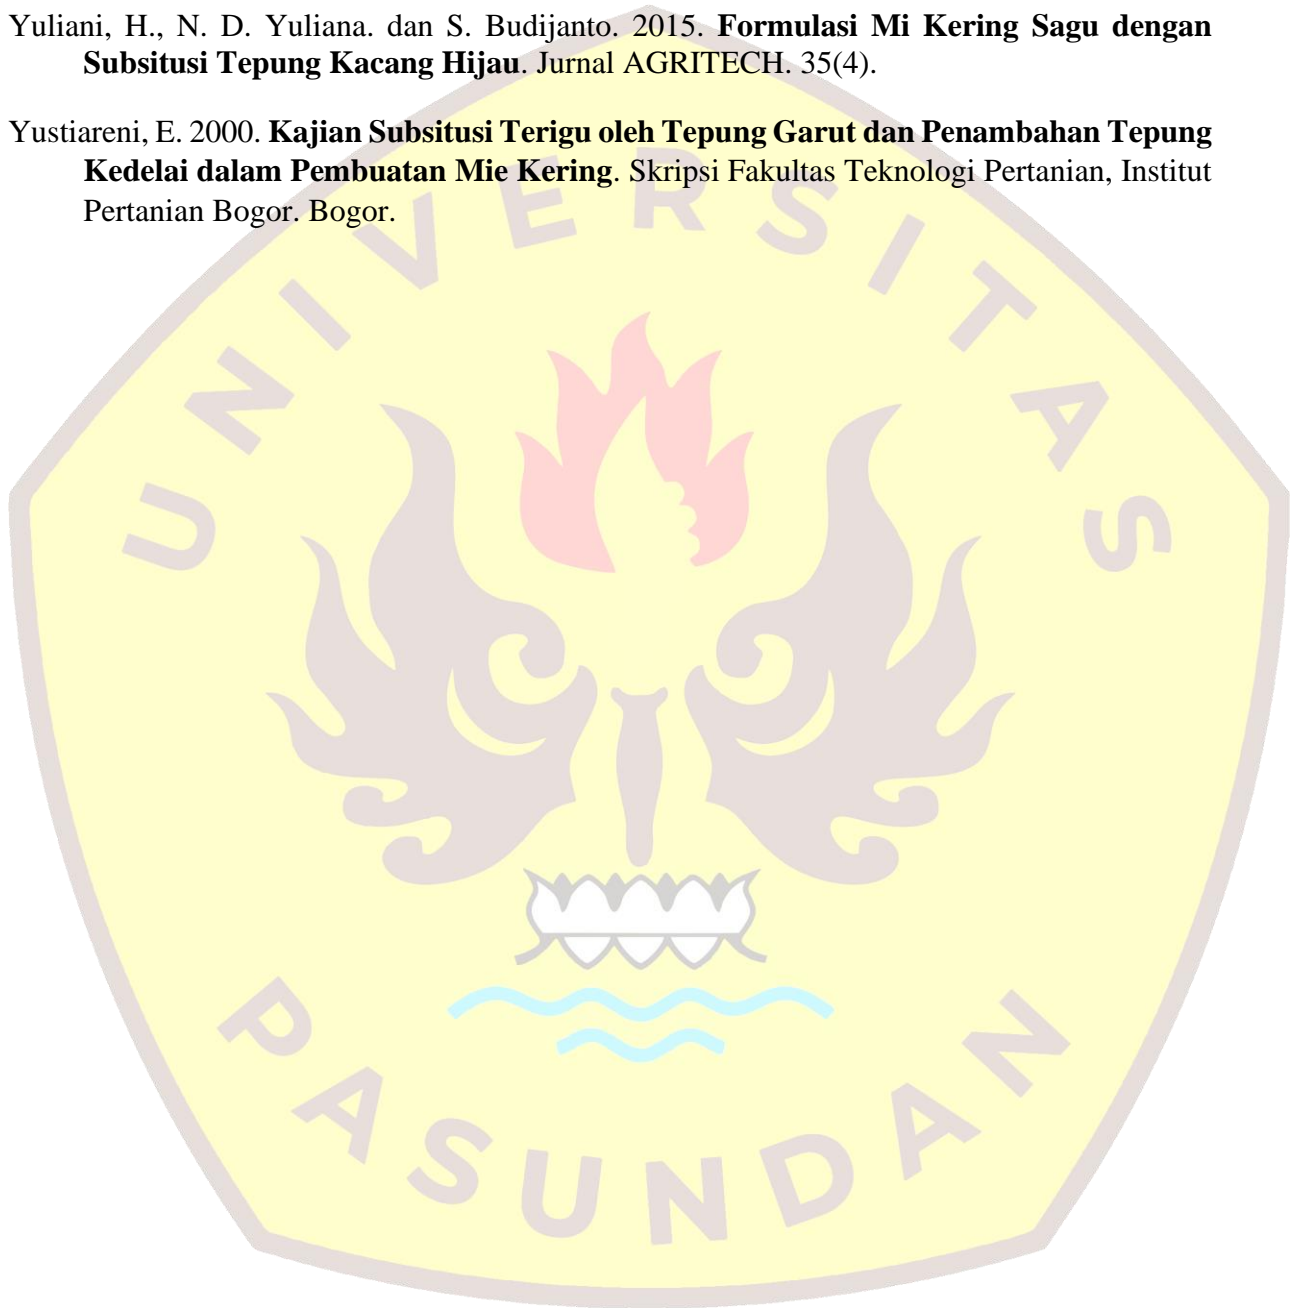 Yuliani, H., N. D. Yuliana. dan S. Budijanto. 2015. Formulasi Mi Kering Sagu dengan
Subsitusi Tepung Kacang Hijau. Jurnal AGRITECH. 35(4).
Yustiareni, E. 2000. Kajian Subsitusi Terigu oleh Tepung Garut dan Penambahan Tepung
Kedelai dalam Pembuatan Mie Kering. Skripsi Fakultas Teknologi Pertanian, Institut
Pertanian Bogor. Bogor.
UNIVERSITAS
PASUNDAN